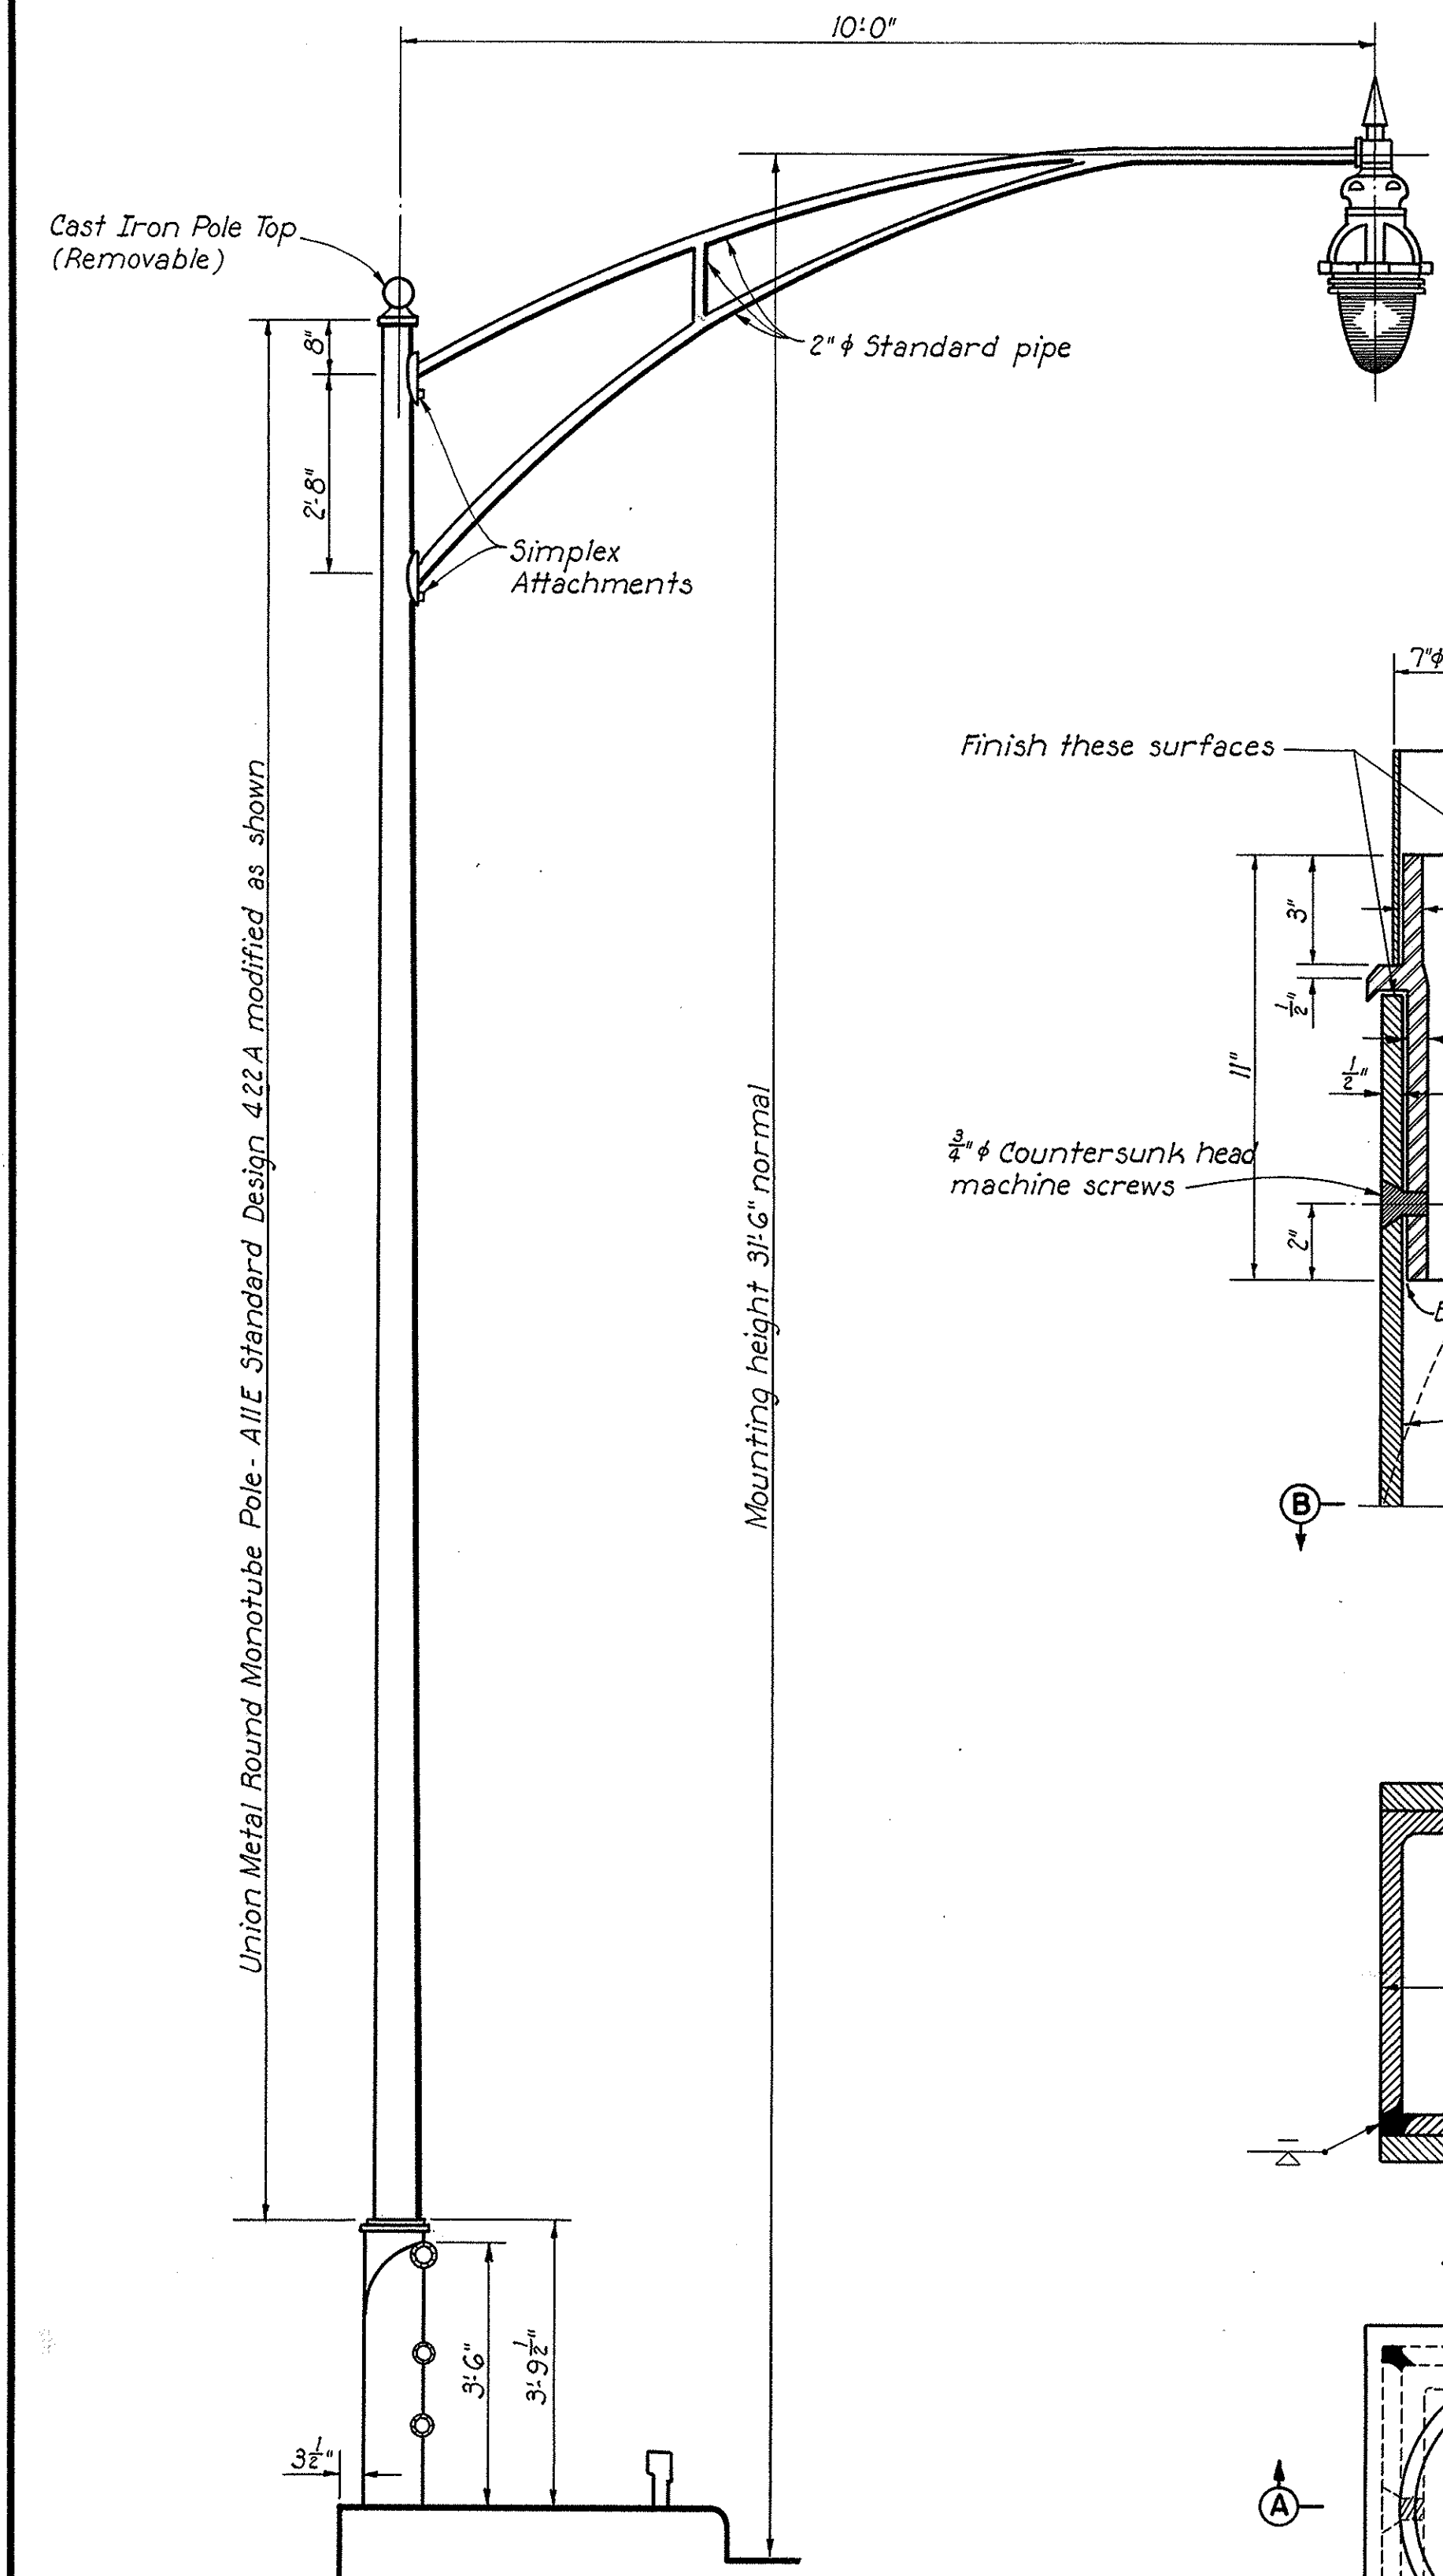 10'-0"
Cast Iron Pole Top
(Removable)
8"
2"ϕ Standard pipe
2'-8"
Simplex
Attachments
7"ϕ
Finish these surfaces
Union Metal Round Monotube Pole - A11E Standard Design 422A modified as shown
Mounting height 31'-6" normal
3"
1/2"
11"
1/2"
3/4"ϕ Countersunk head
machine screws
2"
B
3'-6"
3'-9 1/2"
3 1/2"
A